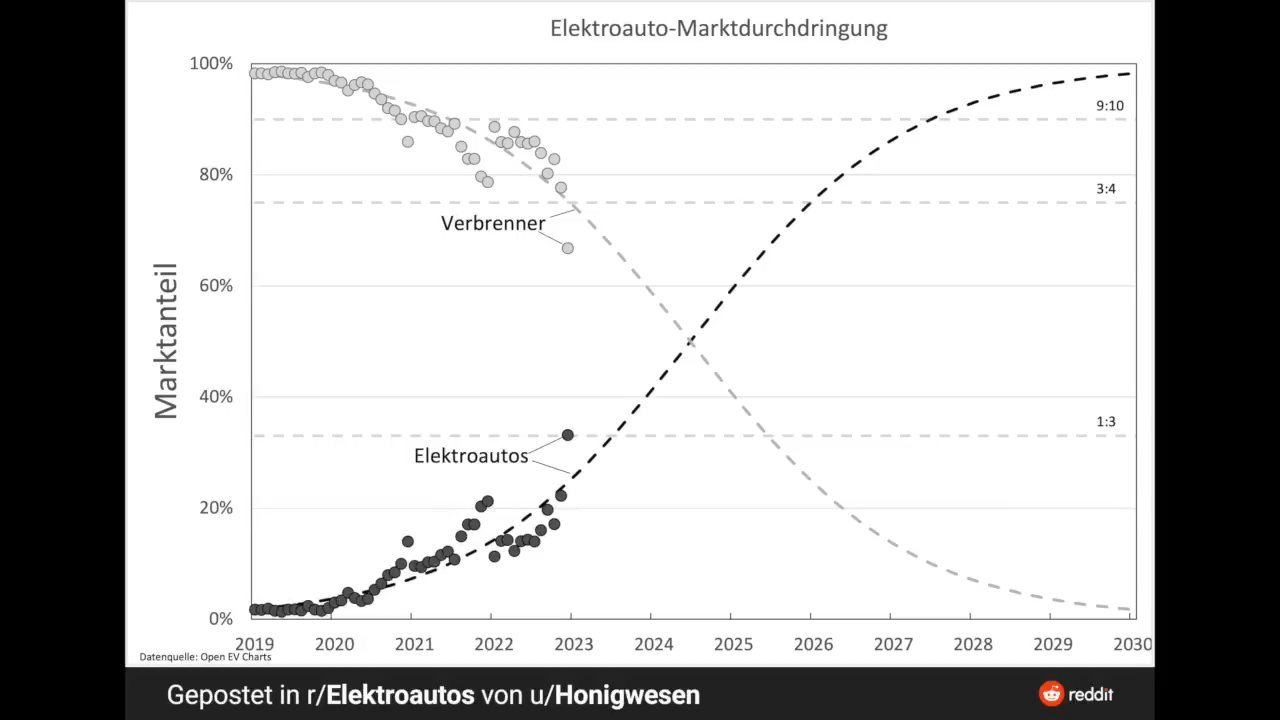 Elektroauto-Marktdurchdringung
100%
9:10
80%
3:4
Verbrenner
60%
Marktanteil
40%
1:3
Elektroautos
20%
0%
2019 2020 2021 2022 2023 2024 2025 2026 2027 2028 2029 2030
Datenquelle: Open EV Charts
Gepostet in r/Elektroautos von u/Honigwesen
reddit